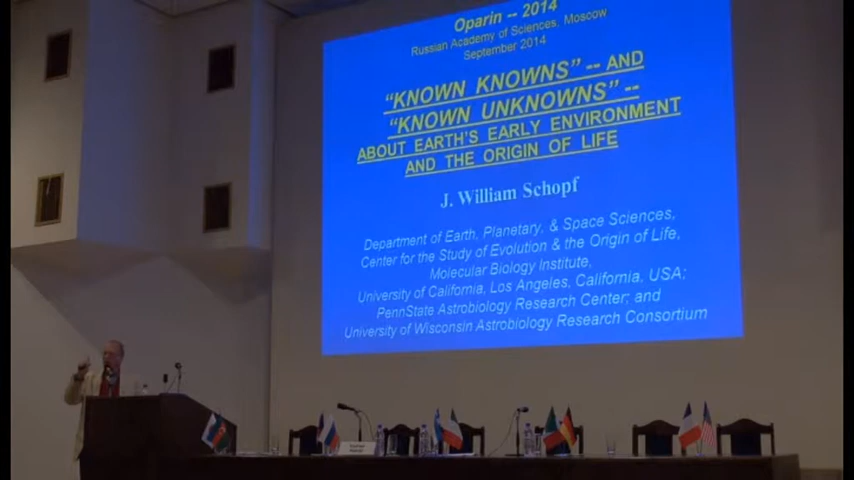 Oparin -- 2014
Russian Academy of Sciences, Moscow
September 2014
"KNOWN KNOWNS" -- AND
"KNOWN UNKNOWNS" --
ABOUT EARTH'S EARLY ENVIRONMENT
AND THE ORIGIN OF LIFE
J. William Schopf
Department of Earth, Planetary, & Space Sciences,
Center for the Study of Evolution & the Origin of Life,
Molecular Biology Institute,
University of California, Los Angeles, California, USA;
PennState Astrobiology Research Center; and
University of Wisconsin Astrobiology Research Consortium